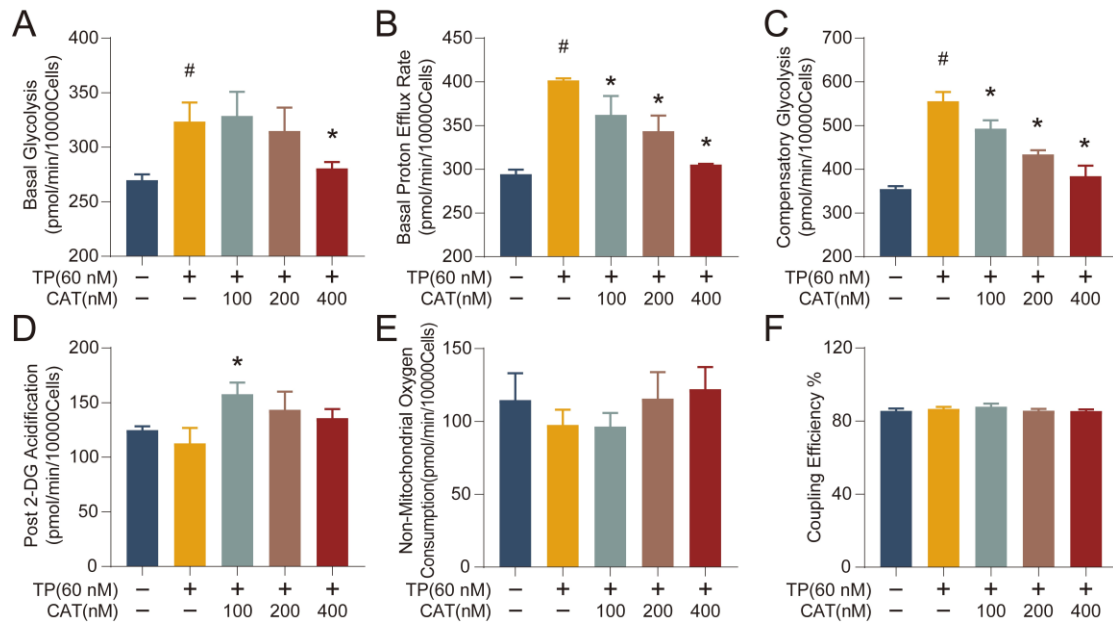 A
Basal Glycolysis
(pmol/min/10000Cells)
400
350
300
250
200
#
*
TP(60 nM) − + + + +
CAT(nM) − − 100 200 400
B
Basal Proton Efflux Rate
(pmol/min/10000Cells)
450
400
350
300
250
200
#
*
*
*
TP(60 nM) − + + + +
CAT(nM) − − 100 200 400
C
Compensatory Glycolysis
(pmol/min/10000Cells)
700
600
500
400
300
200
#
*
*
*
TP(60 nM) − + + + +
CAT(nM) − − 100 200 400
D
Post 2-DG Acidification
(pmol/min/10000Cells)
200
150
100
50
0
*
TP(60 nM) − + + + +
CAT(nM) − − 100 200 400
E
Non-Mitochondrial Oxygen
Consumption(pmol/min/10000Cells)
150
100
50
0
TP(60 nM) − + + + +
CAT(nM) − − 100 200 400
F
Coupling Efficiency %
120
80
40
0
TP(60 nM) − + + + +
CAT(nM) − − 100 200 400